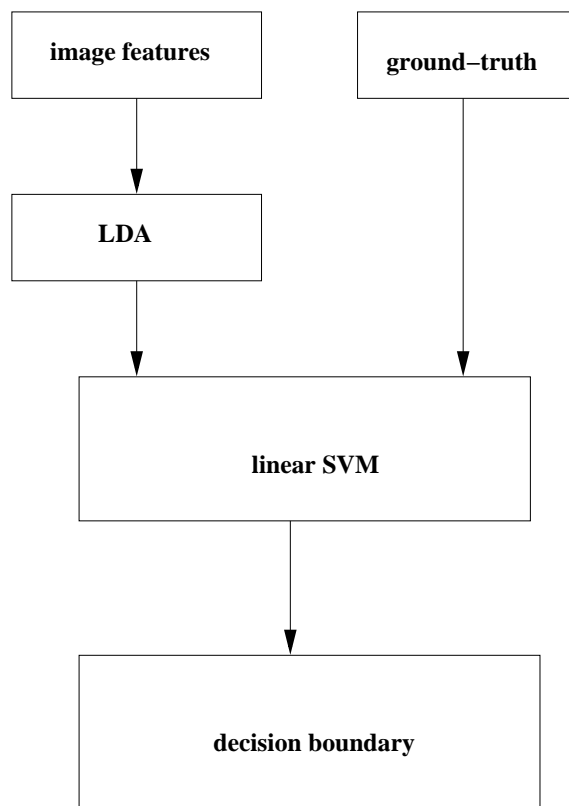 image features
ground−truth
LDA
linear SVM
decision boundary